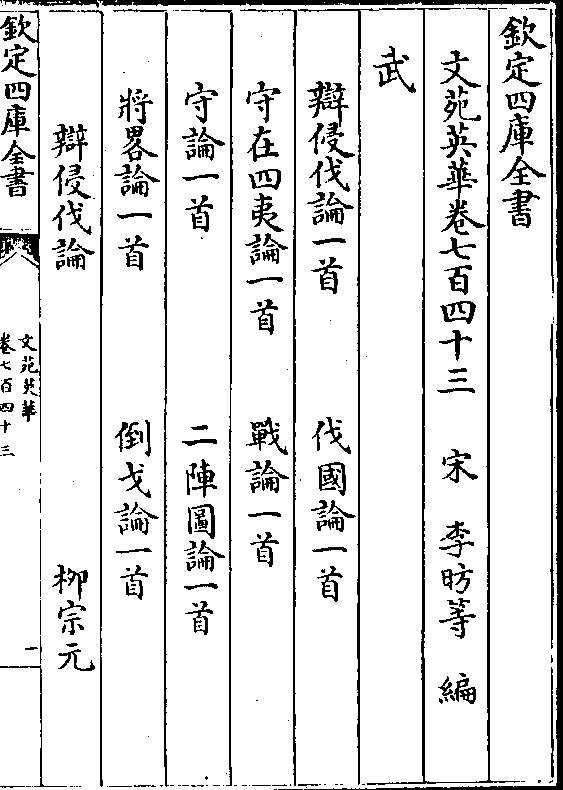 欽定四庫全書
文苑英華卷七百四十三　宋　李昉等　編
武
辯侵伐論一首　伐國論一首
守在四夷論一首　戰論一首
守論一首　二陣圖論一首
將畧論一首　倒戈論一首
辯侵伐論　柳宗元
欽定四庫全書
文苑英華
卷七百四十三
一